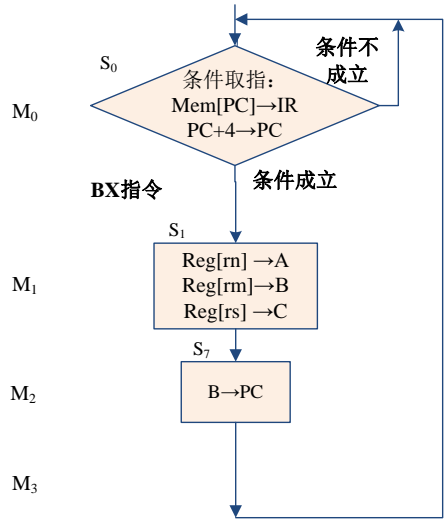 条件不
成立
S0
条件取指：
Mem[PC]→IR
PC+4→PC
M0
条件成立
BX指令
S1
Reg[rn] →A
Reg[rm]→B
Reg[rs] →C
M1
S7
B→PC
M2
M3